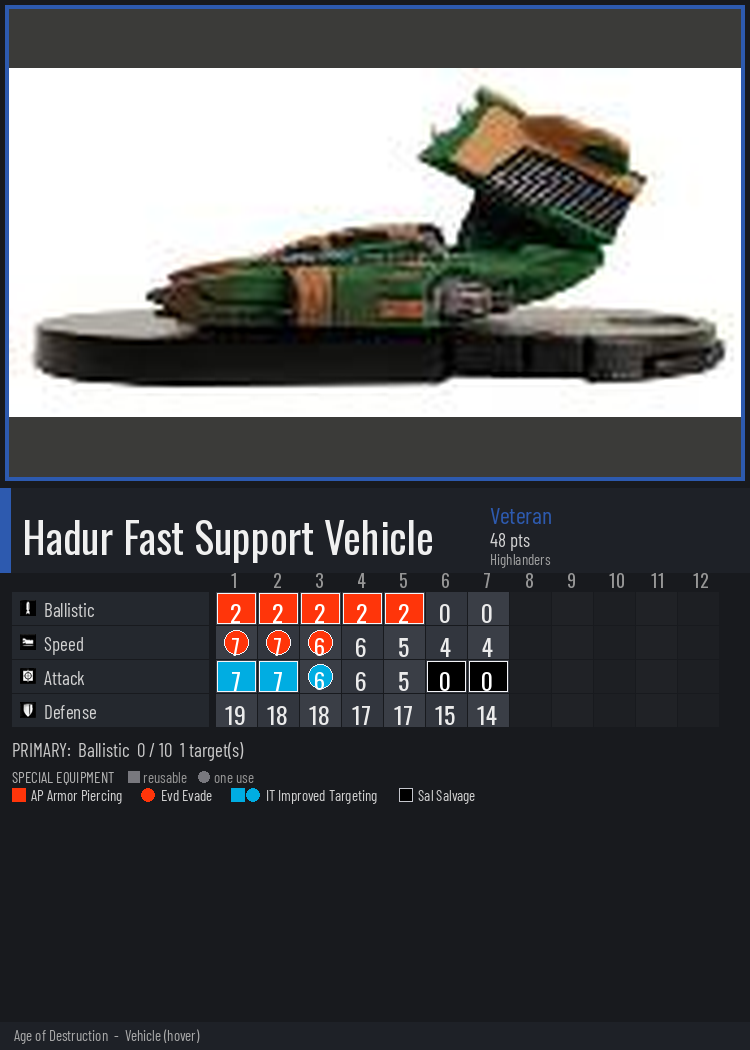 Hadur Fast Support Vehicle
Veteran
48 pts
Highlanders
1 2 3 4 5 6 7 8 9 10 11 12
Ballistic 2 2 2 2 2 0 0
Speed 7 7 6 6 5 4 4
Attack 7 7 6 6 5 0 0
Defense 19 18 18 17 17 15 14
PRIMARY: Ballistic 0 / 10 1 target(s)
SPECIAL EQUIPMENT reusable one use
AP Armor Piercing Evd Evade IT Improved Targeting Sal Salvage
Age of Destruction - Vehicle (hover)